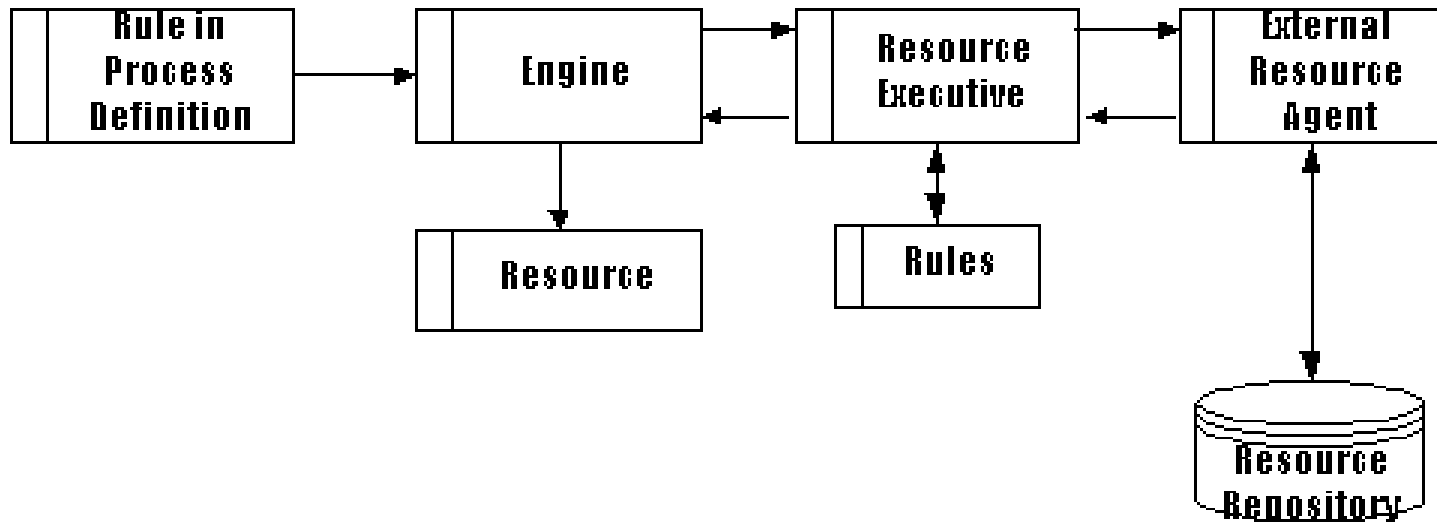 Rule in
Process
Definition
Engine
Resource
Executive
External
Resource
Agent
Resource
Rules
Resource
Repository